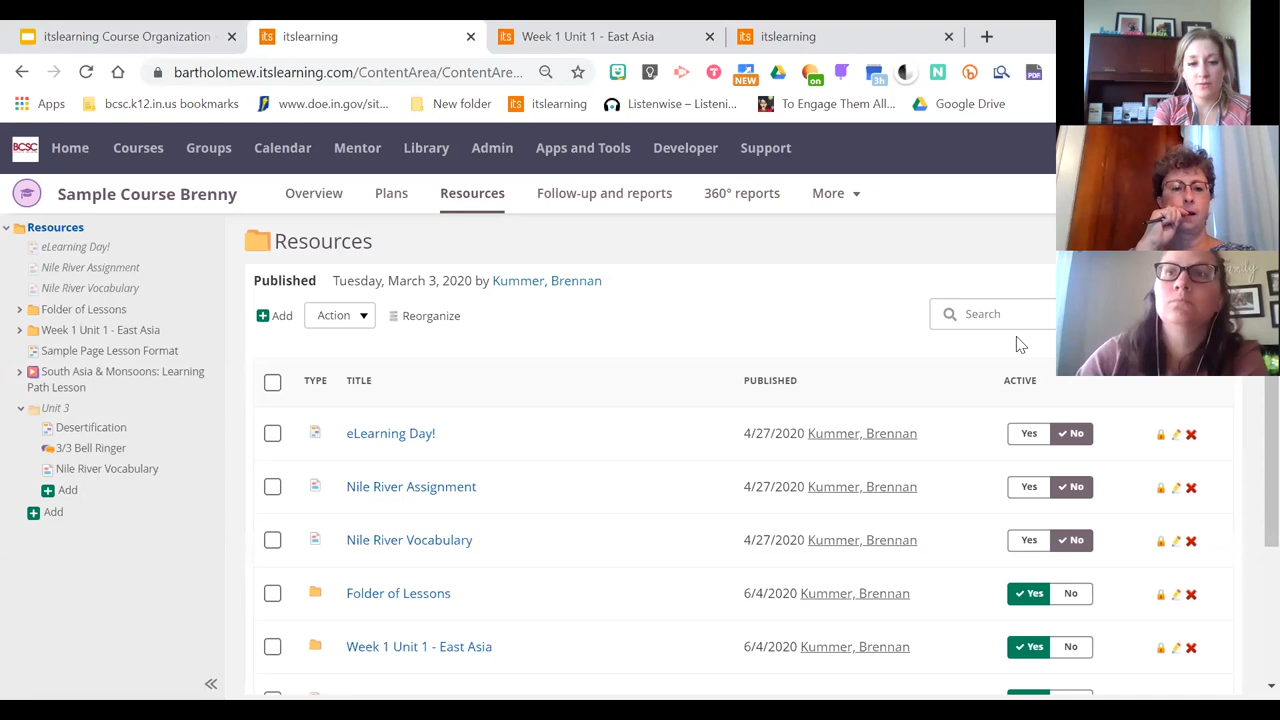 itslearning Course Organization
itslearning
Week 1 Unit 1 - East Asia
itslearning
bartholomew.itslearning.com/ContentArea/ContentAre...
NEW
on
3h
N
PDF
Apps
bcsc.k12.in.us bookmarks
www.doe.in.gov/sit...
New folder
itslearning
Listenwise – Listeni...
To Engage Them All...
Google Drive
BCSC
Home
Courses
Groups
Calendar
Mentor
Library
Admin
Apps and Tools
Developer
Support
Sample Course Brenny
Overview
Plans
Resources
Follow-up and reports
360° reports
More
Resources
eLearning Day!
Nile River Assignment
Nile River Vocabulary
Folder of Lessons
Week 1 Unit 1 - East Asia
Sample Page Lesson Format
South Asia & Monsoons: Learning
Path Lesson
Unit 3
Desertification
3/3 Bell Ringer
Nile River Vocabulary
Add
Add
Resources
Published Tuesday, March 3, 2020 by Kummer, Brennan
Add
Action
Reorganize
Search
TYPE TITLE PUBLISHED ACTIVE
eLearning Day! 4/27/2020 Kummer, Brennan Yes No
Nile River Assignment 4/27/2020 Kummer, Brennan Yes No
Nile River Vocabulary 4/27/2020 Kummer, Brennan Yes No
Folder of Lessons 6/4/2020 Kummer, Brennan Yes No
Week 1 Unit 1 - East Asia 6/4/2020 Kummer, Brennan Yes No